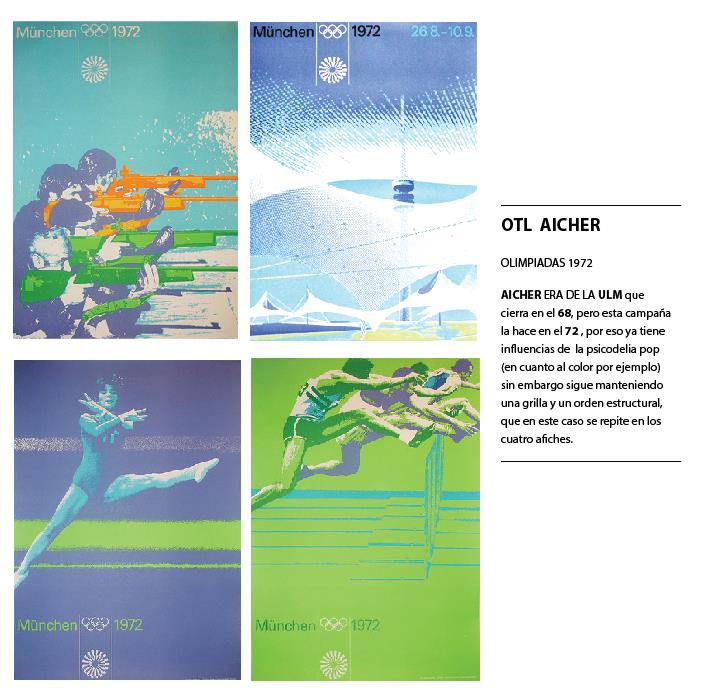 München 1972
München 1972 26.8.-10.9.
OTL AICHER
OLIMPIADAS 1972
AICHER ERA DE LA ULM que
cierra en el 68, pero esta campaña
la hace en el 72 , por eso ya tiene
influencias de la psicodelia pop
(en cuanto al color por ejemplo)
sin embargo sigue manteniendo
una grilla y un orden estructural,
que en este caso se repite en los
cuatro afiches.
München 1972
München 1972